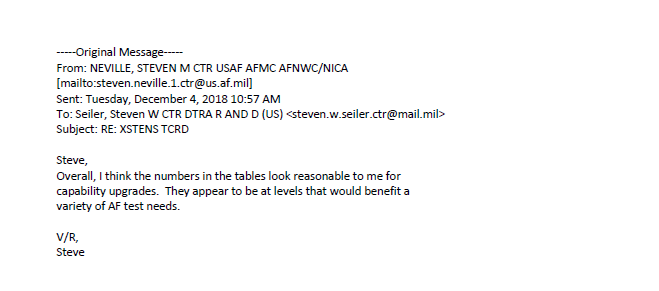 -----Original Message-----
From: NEVILLE, STEVEN M CTR USAF AFMC AFNWC/NICA
[mailto:steven.neville.1.ctr@us.af.mil]
Sent: Tuesday, December 4, 2018 10:57 AM
To: Seiler, Steven W CTR DTRA R AND D (US) <steven.w.seiler.ctr@mail.mil>
Subject: RE: XSTENS TCRD
Steve,
Overall, I think the numbers in the tables look reasonable to me for
capability upgrades.  They appear to be at levels that would benefit a
variety of AF test needs.
V/R,
Steve